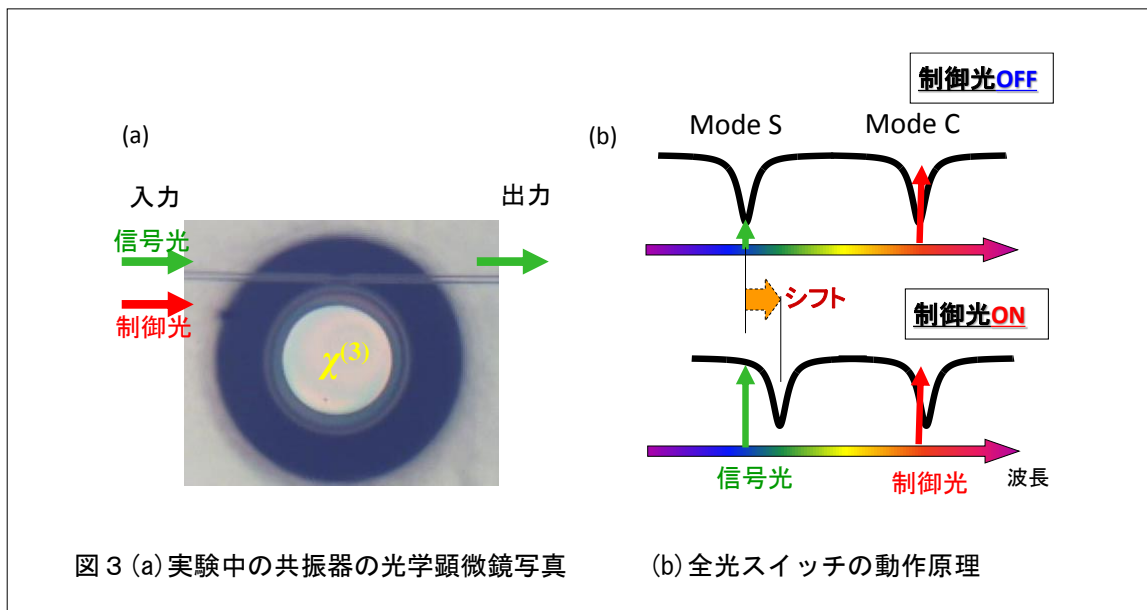 制御光OFF
(a)
(b)
Mode S
Mode C
入力
出力
信号光
制御光
χ(3)
シフト
制御光ON
信号光
制御光
波長
図3 (a)実験中の共振器の光学顕微鏡写真
(b)全光スイッチの動作原理